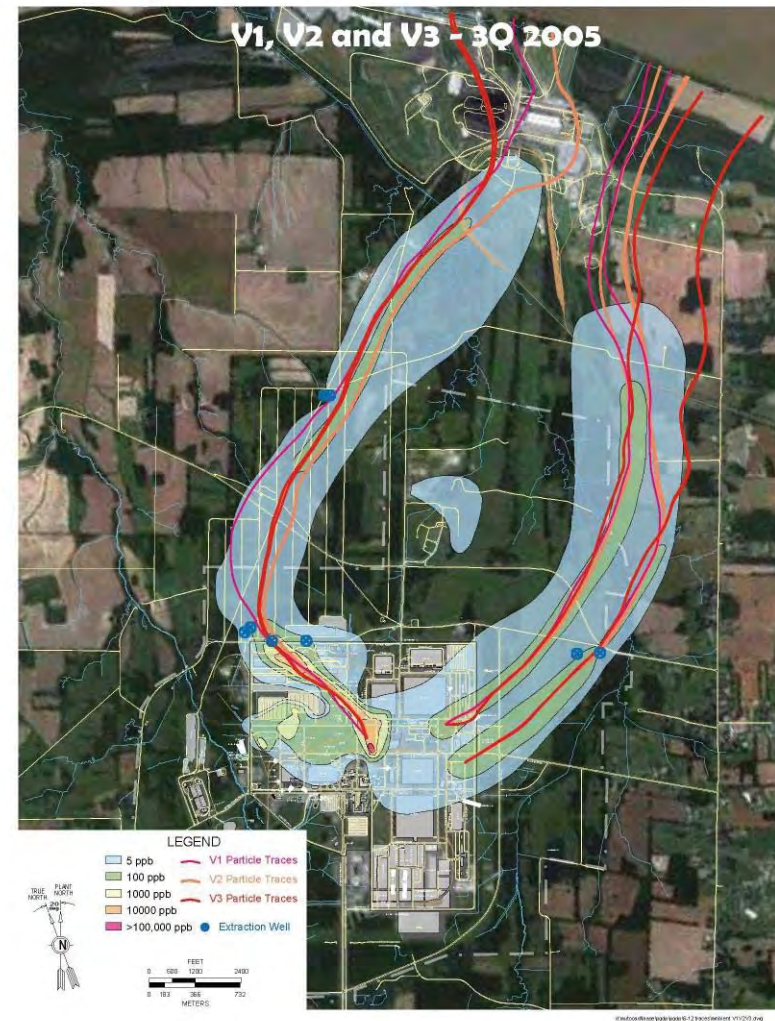 V1, V2 and V3 - 3Q 2005
LEGEND
5 ppb
100 ppb
1000 ppb
10000 ppb
>100,000 ppb
V1 Particle Traces
V2 Particle Traces
V3 Particle Traces
Extraction Well
TRUE NORTH
PLANT NORTH
N
FEET
0 600 1200 2400
0 183 366 732
METERS